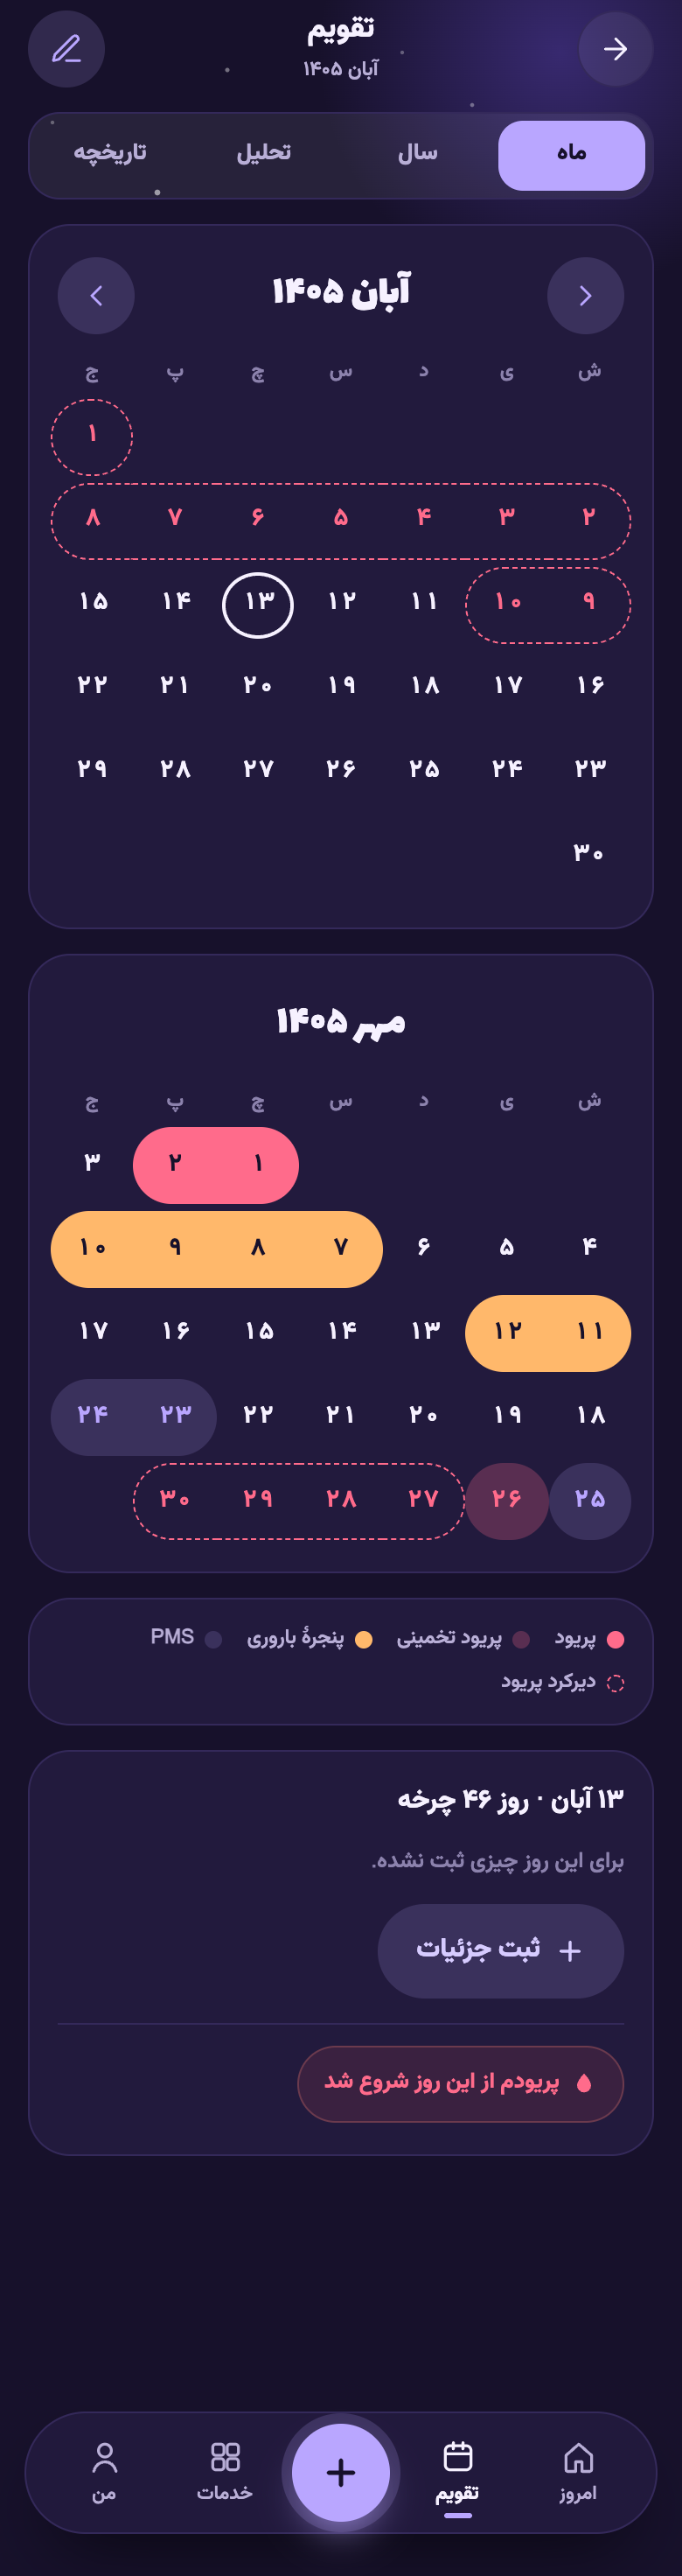 تقویم
آبان ۱۴۰۵
ماه سال تحلیل تاریخچه
آبان ۱۴۰۵
ش ی د س چ پ ج
۱
۲ ۳ ۴ ۵ ۶ ۷ ۸
۹ ۱۰ ۱۱ ۱۲ ۱۳ ۱۴ ۱۵
۱۶ ۱۷ ۱۸ ۱۹ ۲۰ ۲۱ ۲۲
۲۳ ۲۴ ۲۵ ۲۶ ۲۷ ۲۸ ۲۹
۳۰
مهر ۱۴۰۵
ش ی د س چ پ ج
۱ ۲ ۳
۴ ۵ ۶ ۷ ۸ ۹ ۱۰
۱۱ ۱۲ ۱۳ ۱۴ ۱۵ ۱۶ ۱۷
۱۸ ۱۹ ۲۰ ۲۱ ۲۲ ۲۳ ۲۴
۲۵ ۲۶ ۲۷ ۲۸ ۲۹ ۳۰
پریود پریود تخمینی پنجرهٔ باروری PMS
دیرکرد پریود
۱۳ آبان · روز ۴۶ چرخه
برای این روز چیزی ثبت نشده.
ثبت جزئیات
پریودم از این روز شروع شد
امروز تقویم خدمات من